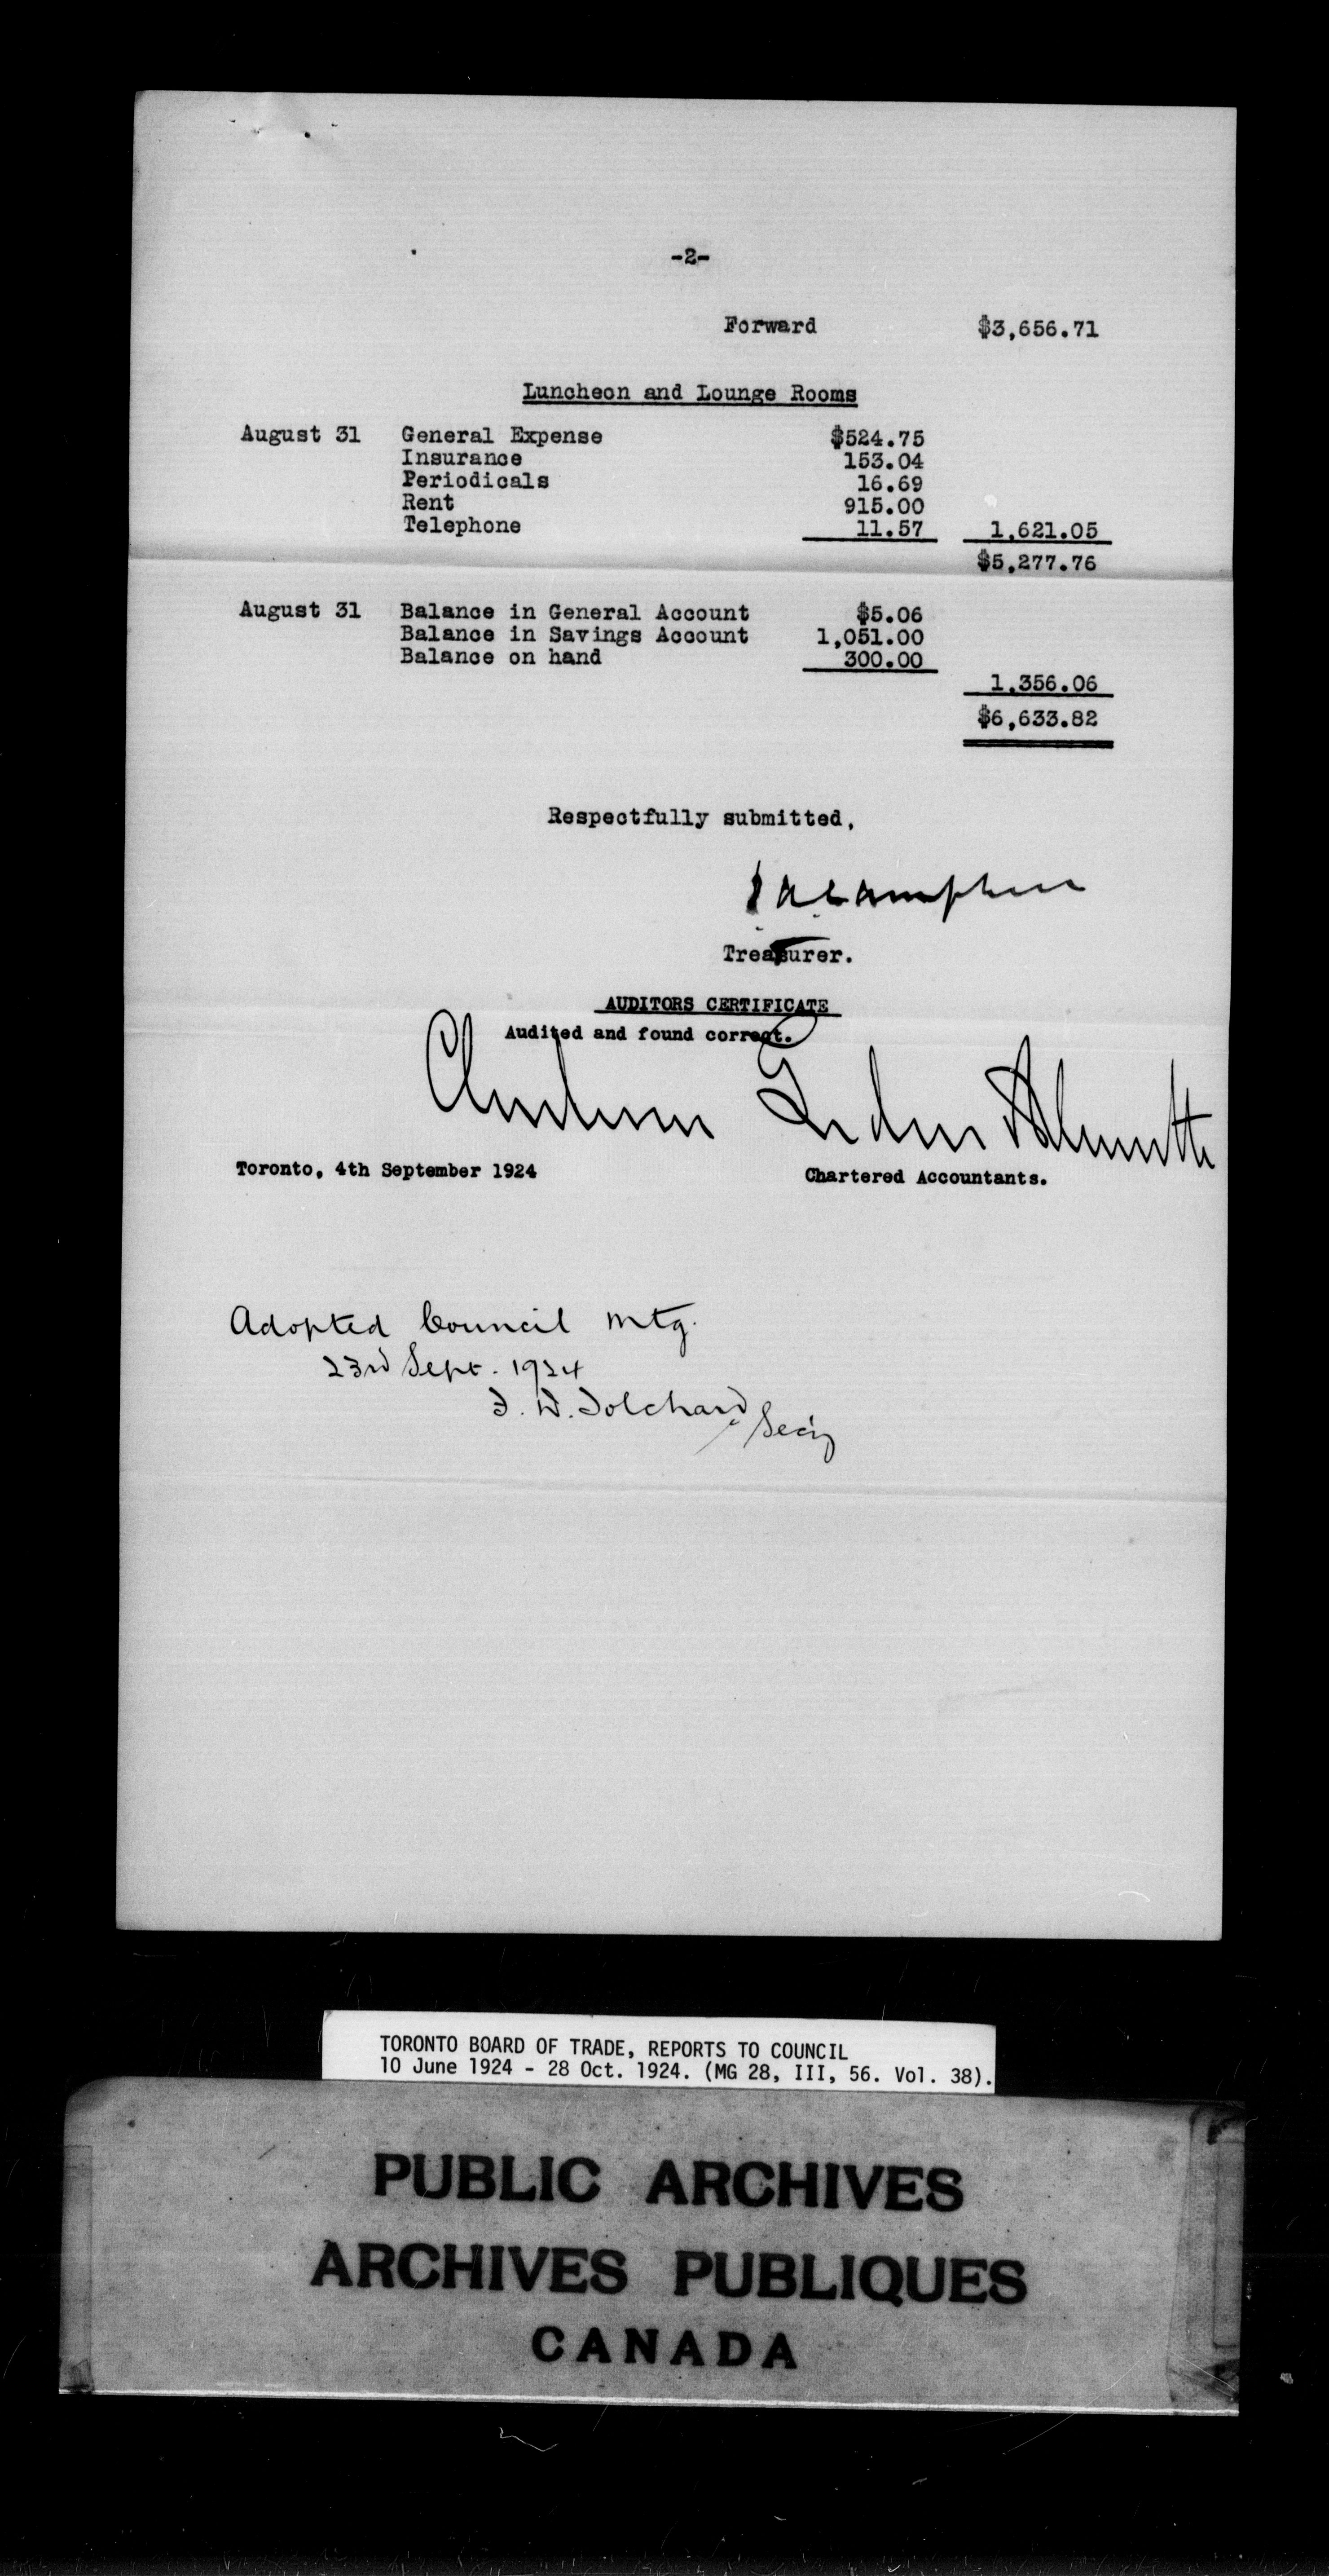 -2-
Forward $3,656.71
Luncheon and Lounge Rooms
August 31 General Expense $524.75
Insurance 153.04
Periodicals 16.69
Rent 915.00
Telephone 11.57 1,621.05
$5,277.76
August 31 Balance in General Account $5.06
Balance in Savings Account 1,051.00
Balance on hand 300.00
1,356.06
$6,633.82
Respectfully submitted,
Treasurer.
AUDITORS CERTIFICATE
Audited and found correct.
Toronto, 4th September 1924 Chartered Accountants.
Adopted Council mtg.
23rd Sept. 1924
F. D. Tolchard
Sec'y
TORONTO BOARD OF TRADE, REPORTS TO COUNCIL
10 June 1924 - 28 Oct. 1924. (MG 28, III, 56. Vol. 38).
PUBLIC ARCHIVES
ARCHIVES PUBLIQUES
CANADA